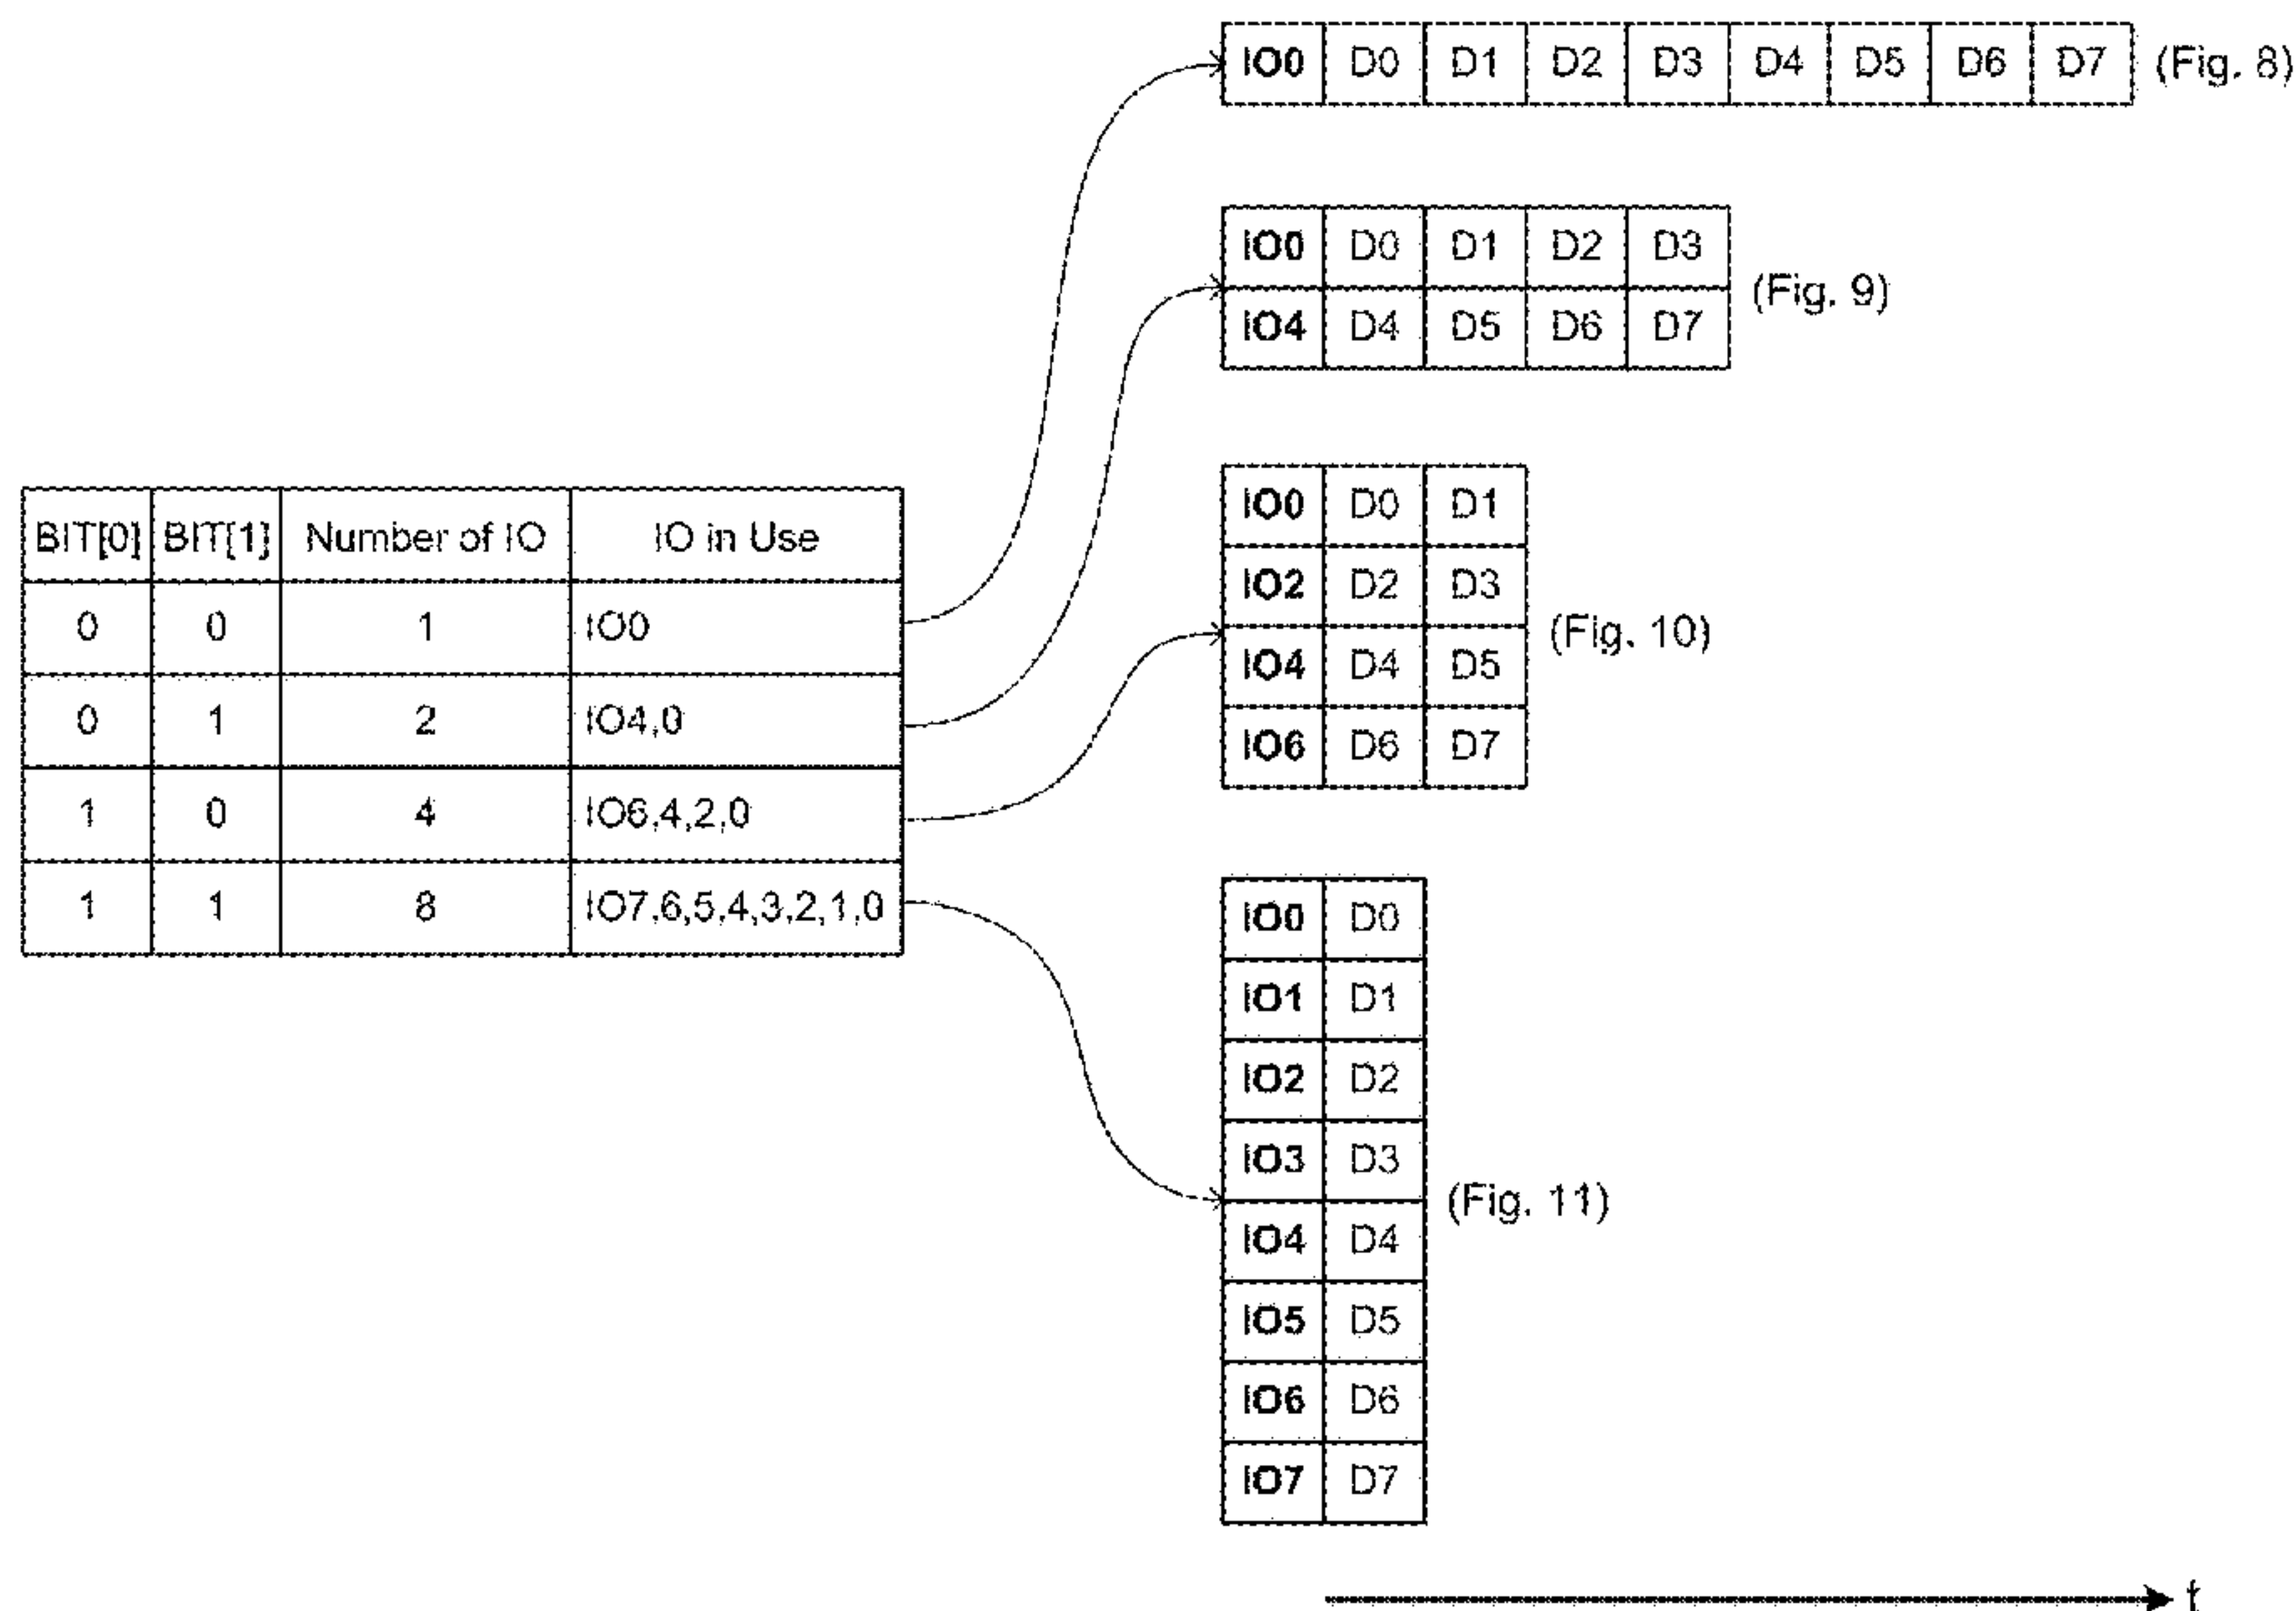 IO0 D0 D1 D2 D3 D4 D5 D6 D7 (Fig. 8)
IO0 D0 D1 D2 D3
IO4 D4 D5 D6 D7
(Fig. 9)
BIT[0] BIT[1] Number of IO IO in Use
0 0 1 IO0
0 1 2 IO4,0
1 0 4 IO6,4,2,0
1 1 8 IO7,6,5,4,3,2,1,0
IO0 D0 D1
IO2 D2 D3
IO4 D4 D5
IO6 D6 D7
(Fig. 10)
IO0 D0
IO1 D1
IO2 D2
IO3 D3
IO4 D4
IO5 D5
IO6 D6
IO7 D7
(Fig. 11)
t